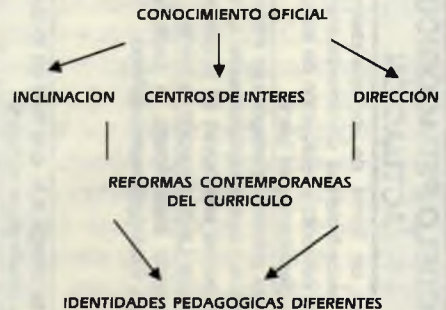 CONOCIMIENTO OFICIAL
INCLINACION CENTROS DE INTERES DIRECCIÓN
REFORMAS CONTEMPORANEAS
DEL CURRICULO
IDENTIDADES PEDAGOGICAS DIFERENTES